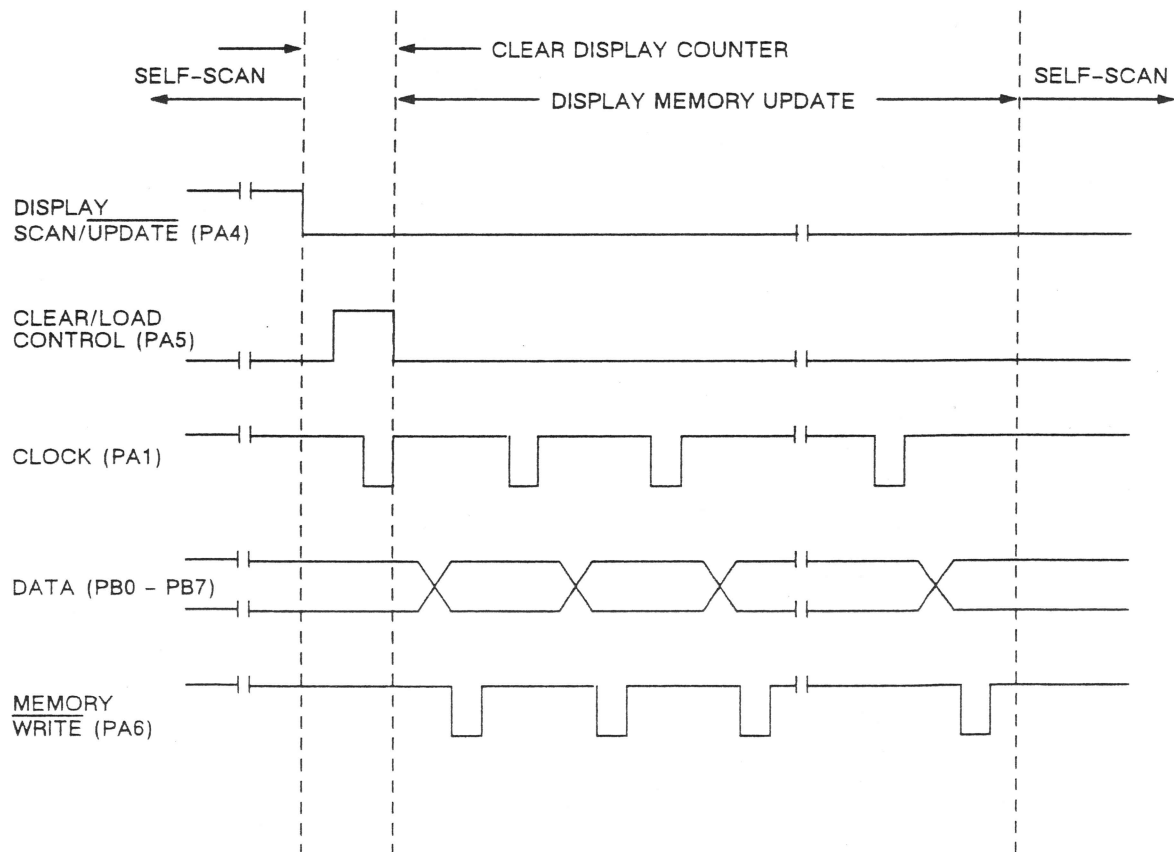 CLEAR DISPLAY COUNTER
SELF-SCAN
SELF-SCAN
DISPLAY MEMORY UPDATE
DISPLAY
SCAN/UPDATE (PA4)
CLEAR/LOAD
CONTROL (PA5)
CLOCK (PA1)
DATA (PB0 - PB7)
MEMORY
WRITE (PA6)